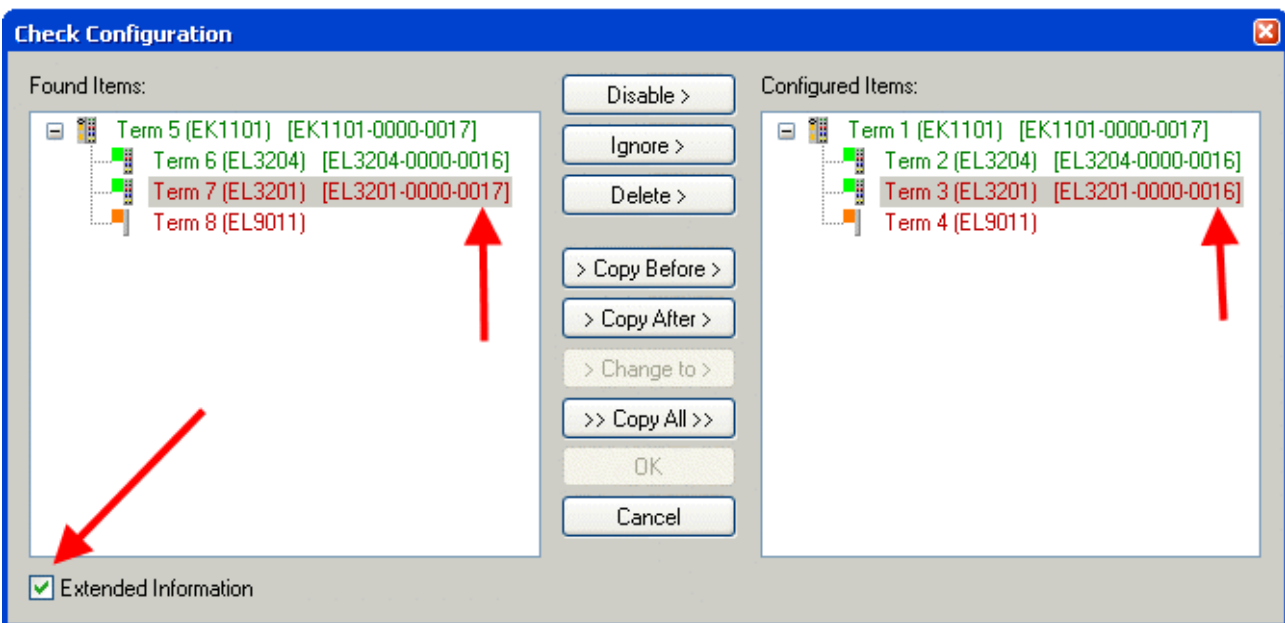 Check Configuration
Found Items:
Term 5 (EK1101) [EK1101-0000-0017]
Term 6 (EL3204) [EL3204-0000-0016]
Term 7 (EL3201) [EL3201-0000-0017]
Term 8 (EL9011)
Disable >
Ignore >
Delete >
> Copy Before >
> Copy After >
> Change to >
>> Copy All >>
OK
Cancel
Configured Items:
Term 1 (EK1101) [EK1101-0000-0017]
Term 2 (EL3204) [EL3204-0000-0016]
Term 3 (EL3201) [EL3201-0000-0016]
Term 4 (EL9011)
Extended Information